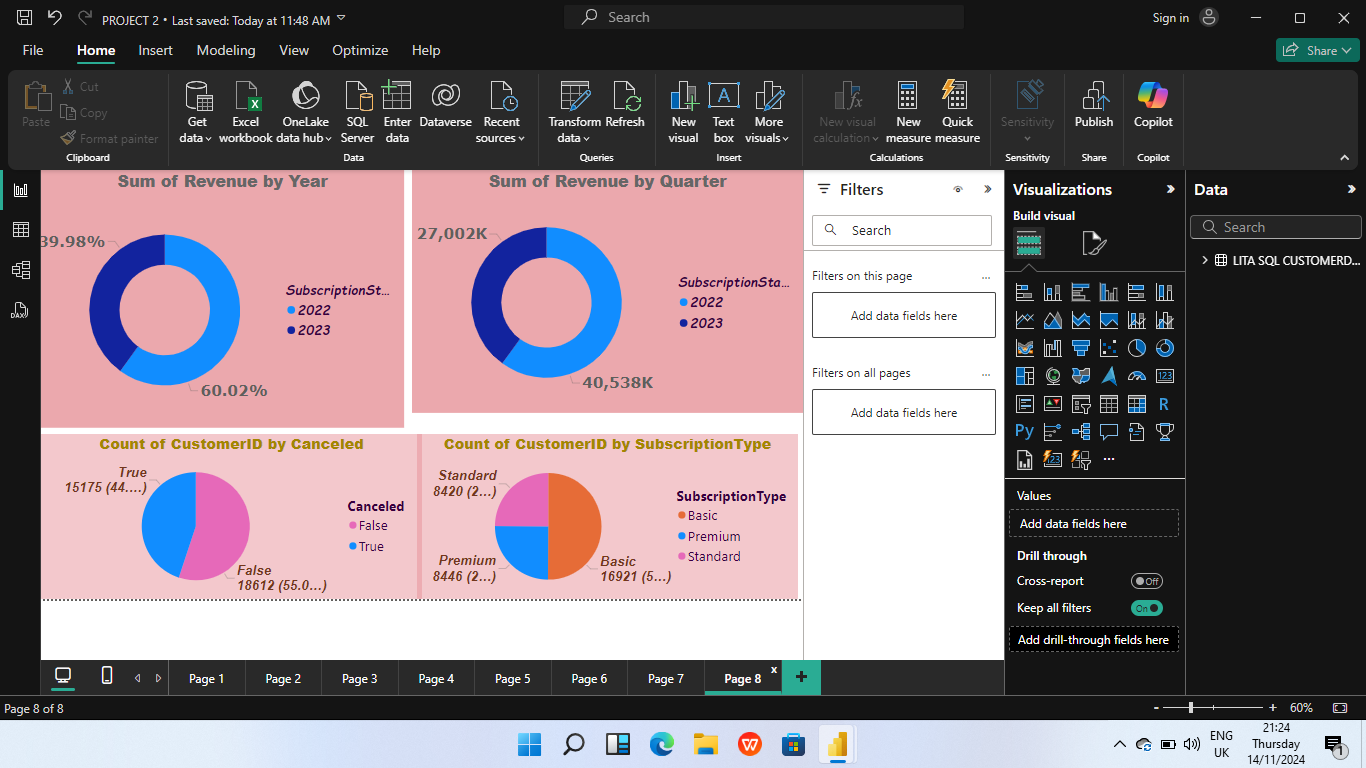 PROJECT 2 • Last saved: Today at 11:48 AM
Search
Sign in
File
Home
Insert
Modeling
View
Optimize
Help
Share
Paste
Cut
Copy
Format painter
Clipboard
Get data
Excel workbook
OneLake data hub
SQL Server
Enter data
Dataverse
Recent sources
Data
Transform data
Refresh
Queries
New visual
Text box
More visuals
Insert
New visual calculation
New measure
Quick measure
Calculations
Sensitivity
Sensitivity
Publish
Share
Copilot
Copilot
Sum of Revenue by Year
39.98%
60.02%
SubscriptionSt...
2022
2023
Sum of Revenue by Quarter
27,002K
40,538K
SubscriptionSta...
2022
2023
Count of CustomerID by Canceled
True
15175 (44....)
False
18612 (55.0...)
Canceled
False
True
Count of CustomerID by SubscriptionType
Standard
8420 (2...)
Premium
8446 (2...)
Basic
16921 (5...)
SubscriptionType
Basic
Premium
Standard
Filters
Search
Filters on this page
...
Add data fields here
Filters on all pages
...
Add data fields here
Visualizations
Build visual
123
R
Py
123
...
Values
Add data fields here
Drill through
Cross-report
Off
Keep all filters
On
Add drill-through fields here
Data
Search
LITA SQL CUSTOMERD...
Page 1
Page 2
Page 3
Page 4
Page 5
Page 6
Page 7
Page 8
x
+
Page 8 of 8
-
+
60%
ENG
UK
21:24
Thursday
14/11/2024
1